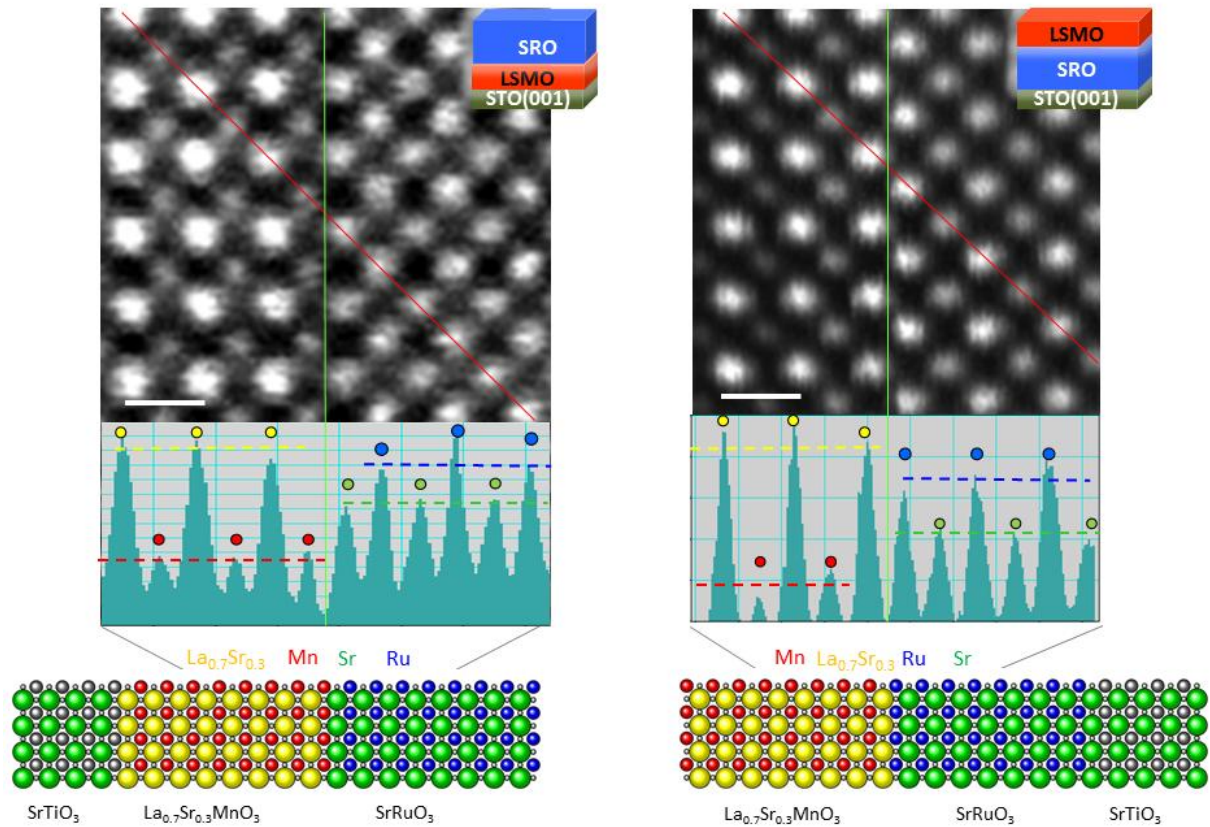 SRO
LSMO
STO(001)
LSMO
SRO
STO(001)
La₀.₇Sr₀.₃ Mn Sr Ru
Mn La₀.₇Sr₀.₃ Ru Sr
SrTiO₃ La₀.₇Sr₀.₃MnO₃ SrRuO₃
La₀.₇Sr₀.₃MnO₃ SrRuO₃ SrTiO₃